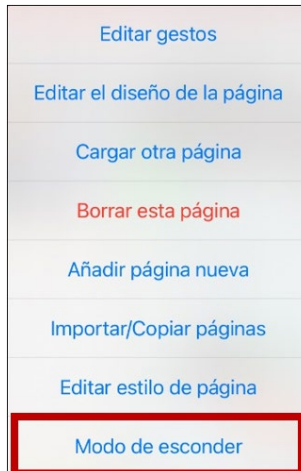 Editar gestos
Editar el diseño de la página
Cargar otra página
Borrar esta página
Añadir página nueva
Importar/Copiar páginas
Editar estilo de página
Modo de esconder